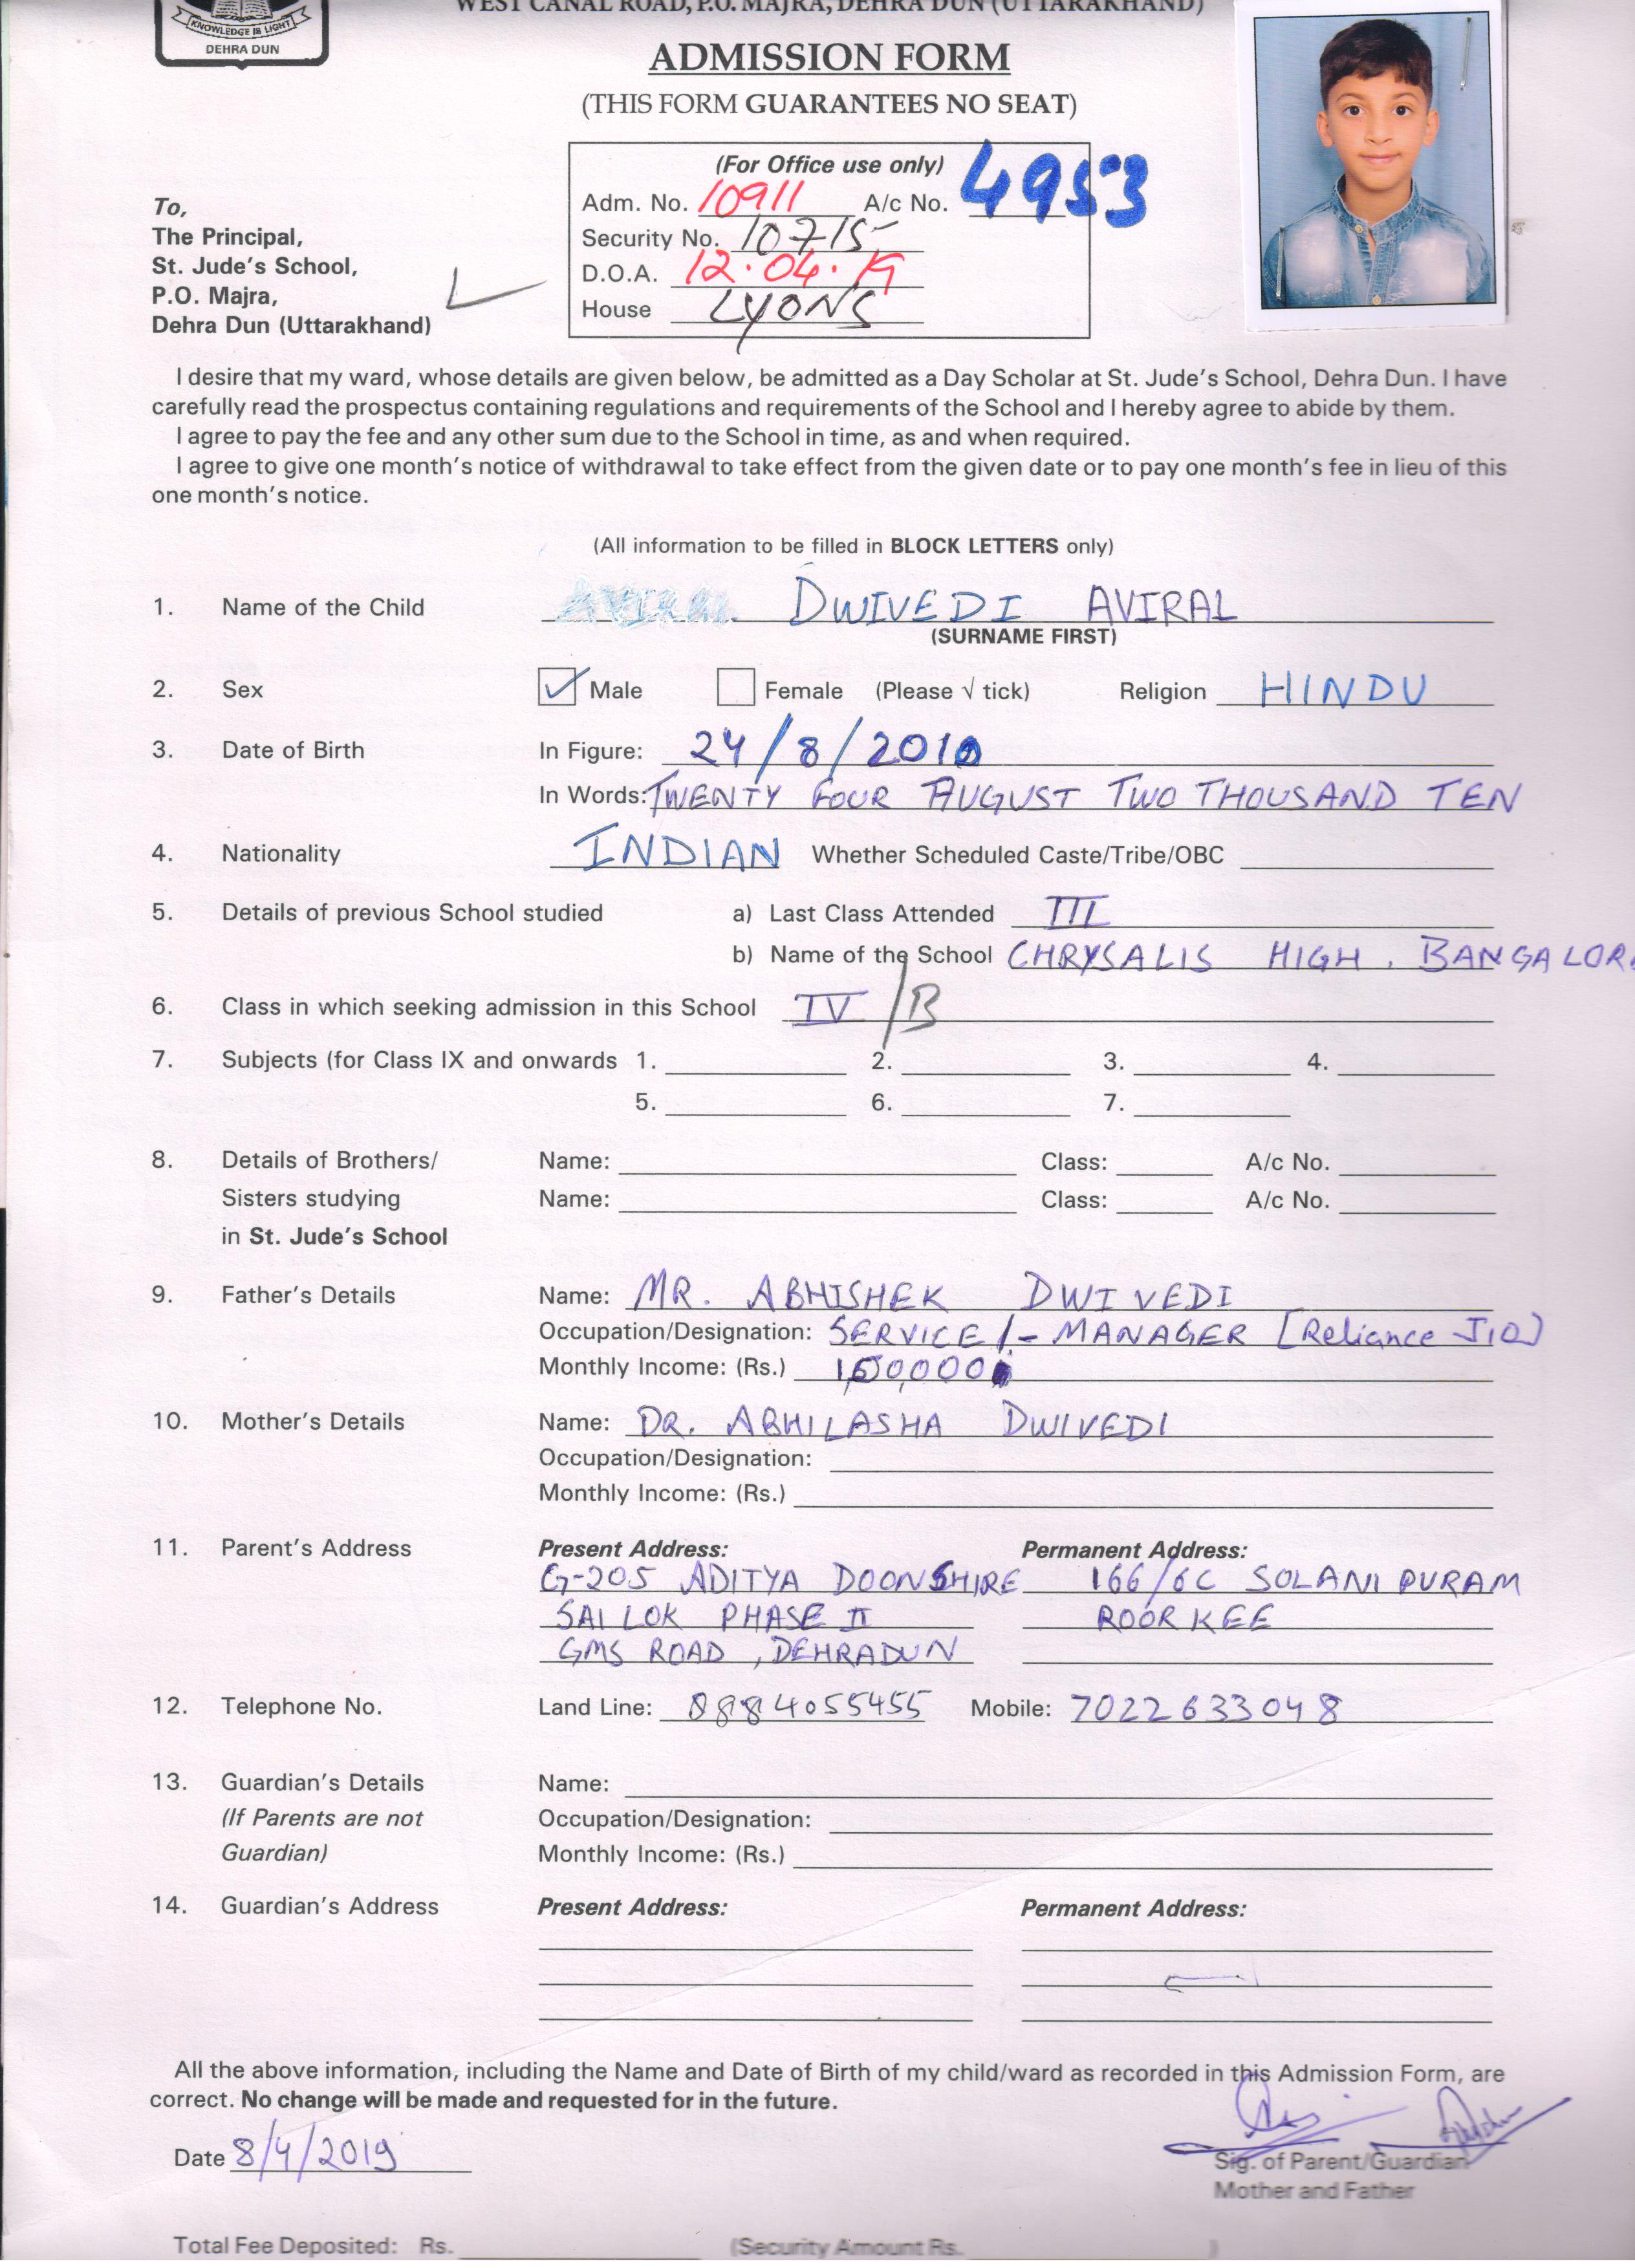 WEST CANAL ROAD, P.O. MAJRA, DEHRA DUN (UTTARAKHAND)
KNOWLEDGE IS LIGHT
DEHRA DUN
ADMISSION FORM
(THIS FORM GUARANTEES NO SEAT)
(For Office use only)
Adm. No. 10911 A/c No. 4953
Security No. 10715
D.O.A. 12.04.19
House LYONS
To,
The Principal,
St. Jude's School,
P.O. Majra,
Dehra Dun (Uttarakhand)
I desire that my ward, whose details are given below, be admitted as a Day Scholar at St. Jude's School, Dehra Dun. I have
carefully read the prospectus containing regulations and requirements of the School and I hereby agree to abide by them.
I agree to pay the fee and any other sum due to the School in time, as and when required.
I agree to give one month's notice of withdrawal to take effect from the given date or to pay one month's fee in lieu of this
one month's notice.
(All information to be filled in BLOCK LETTERS only)
1. Name of the Child DWIVEDI AVIRAL
(SURNAME FIRST)
2. Sex Male Female (Please √ tick) Religion HINDU
3. Date of Birth In Figure: 24/8/2010
In Words: TWENTY FOUR AUGUST TWO THOUSAND TEN
4. Nationality INDIAN Whether Scheduled Caste/Tribe/OBC
5. Details of previous School studied a) Last Class Attended III
b) Name of the School CHRYSALIS HIGH. BANGALORE
6. Class in which seeking admission in this School IV /B
7. Subjects (for Class IX and onwards 1. 2. 3. 4.
5. 6. 7.
8. Details of Brothers/ Name: Class: A/c No.
Sisters studying Name: Class: A/c No.
in St. Jude's School
9. Father's Details Name: MR. ABHISHEK DWIVEDI
Occupation/Designation: SERVICE/- MANAGER [Reliance JIO]
Monthly Income: (Rs.)
10. Mother's Details Name: DR. ABHILASHA DWIVEDI
Occupation/Designation:
Monthly Income: (Rs.)
11. Parent's Address Present Address: Permanent Address:
G-205 ADITYA DOONSHIRE 166/6C SOLANI PURAM
SAI LOK PHASE II ROORKEE
GMS ROAD, DEHRADUN
12. Telephone No. Land Line: 8884055455 Mobile: 7022633048
13. Guardian's Details Name:
(If Parents are not Occupation/Designation:
Guardian) Monthly Income: (Rs.)
14. Guardian's Address Present Address: Permanent Address:
All the above information, including the Name and Date of Birth of my child/ward as recorded in this Admission Form, are
correct. No change will be made and requested for in the future.
Date 8/4/2019
Sig. of Parent/Guardian
Mother and Father
Total Fee Deposited: Rs. (Security Amount Rs. )